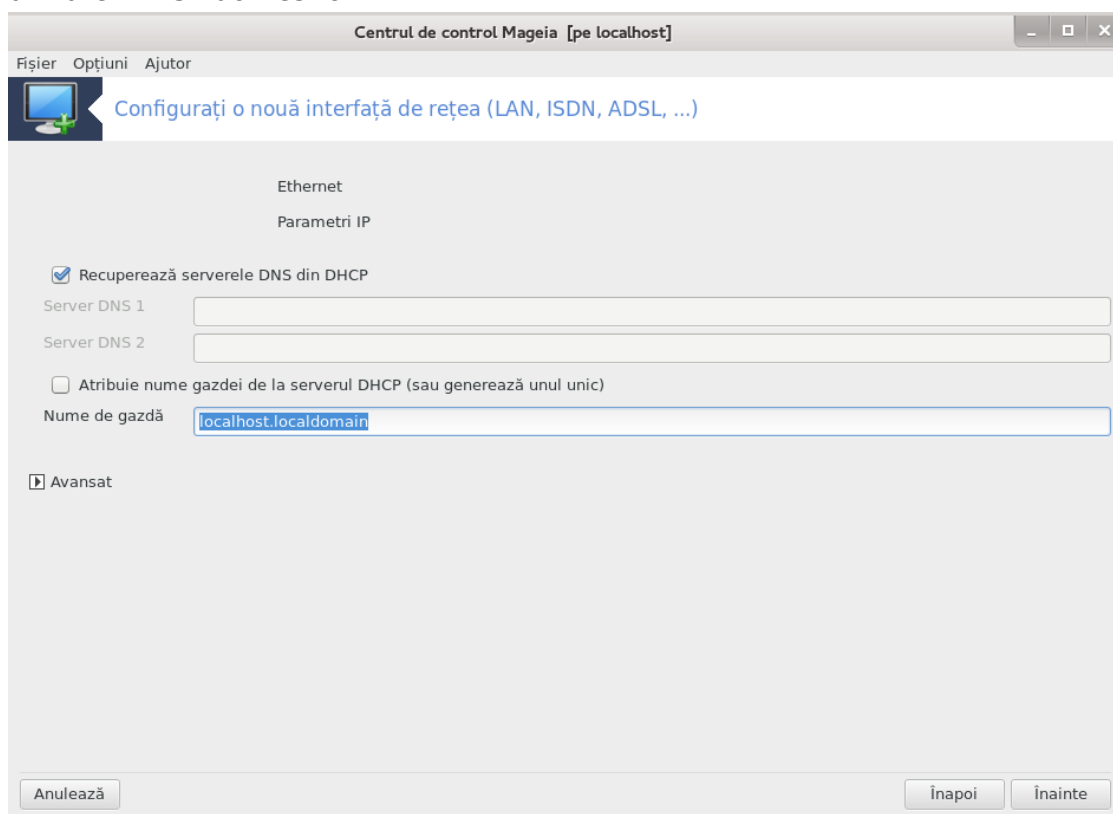 Centrul de control Mageia [pe localhost]
Fișier Opțiuni Ajutor
Configurați o nouă interfață de rețea (LAN, ISDN, ADSL, ...)
Ethernet
Parametri IP
Recuperează serverele DNS din DHCP
Server DNS 1
Server DNS 2
Atribuie nume gazdei de la serverul DHCP (sau generează unul unic)
Nume de gazdă localhost.localdomain
Avansat
Anulează Înapoi Înainte